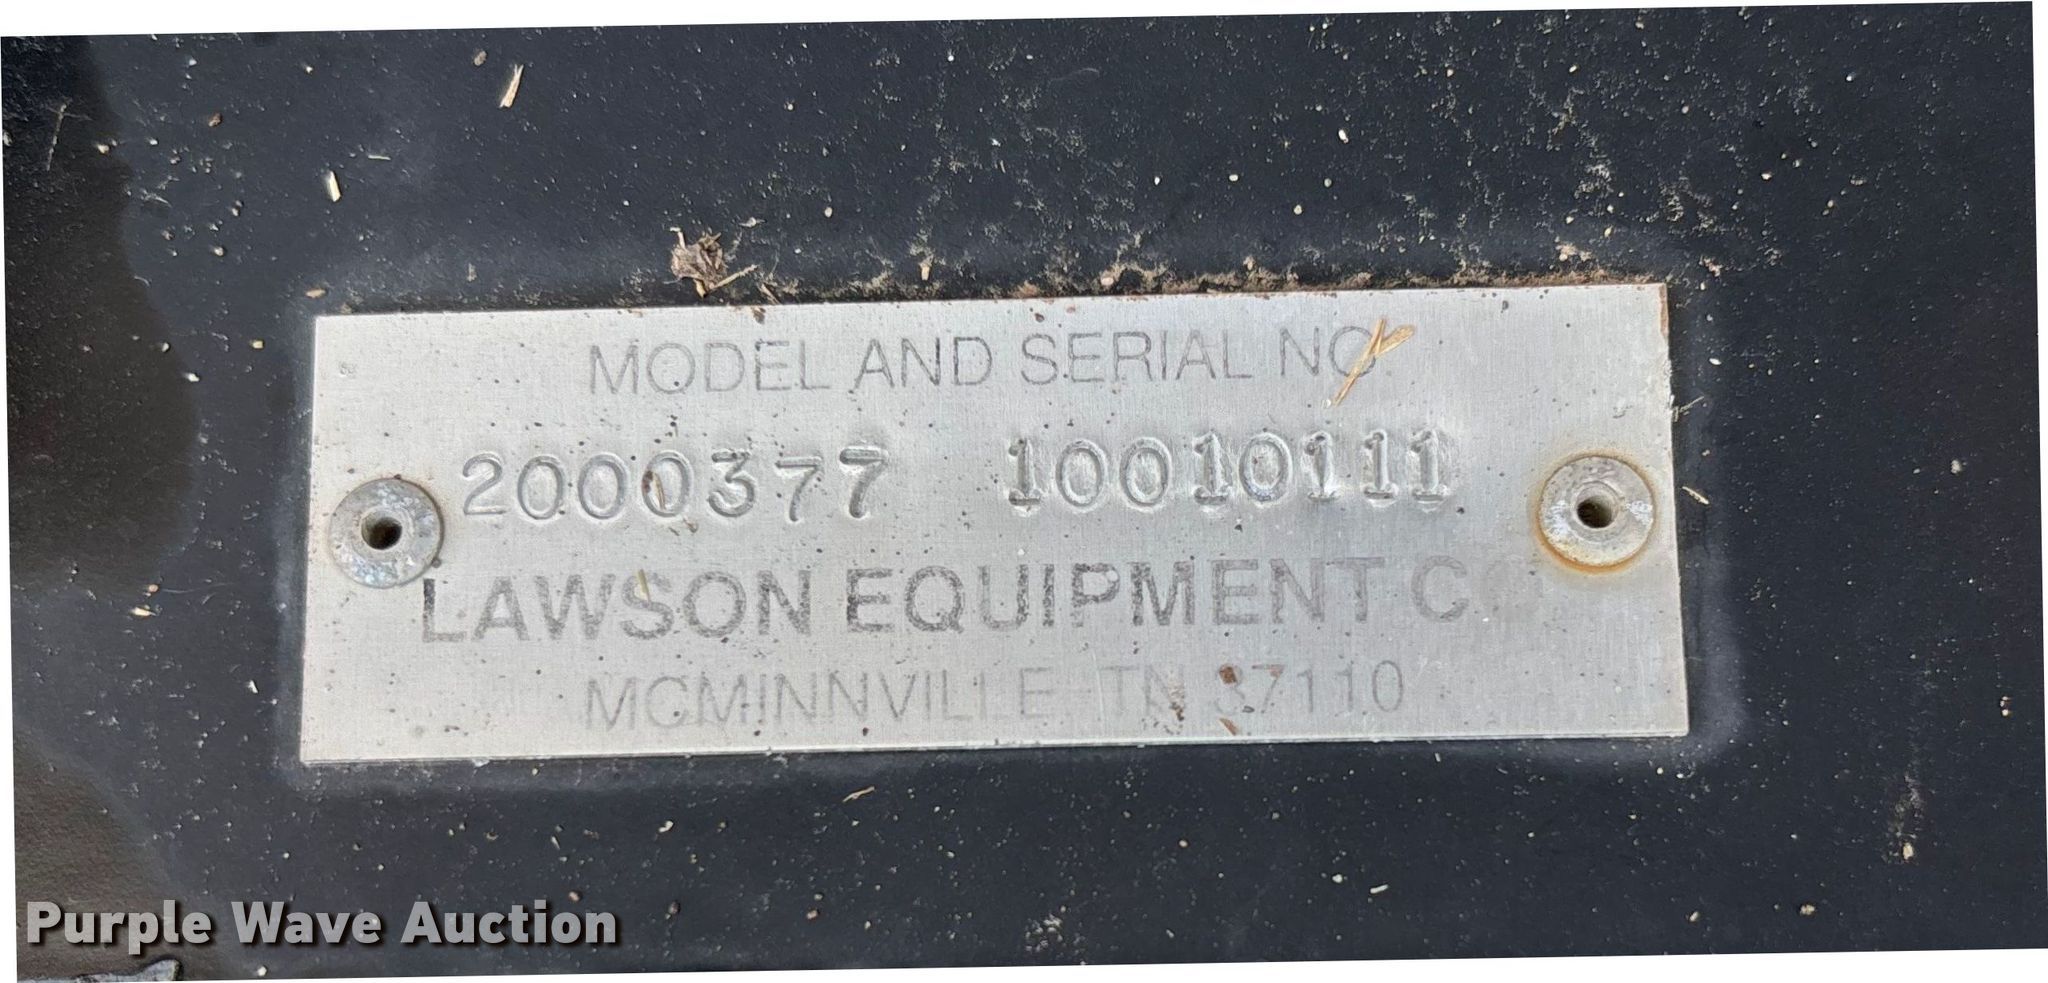 MODEL AND SERIAL NO.
2000377 10010111
LAWSON EQUIPMENT CO
MCMINNVILLE TN 37110
Purple Wave Auction